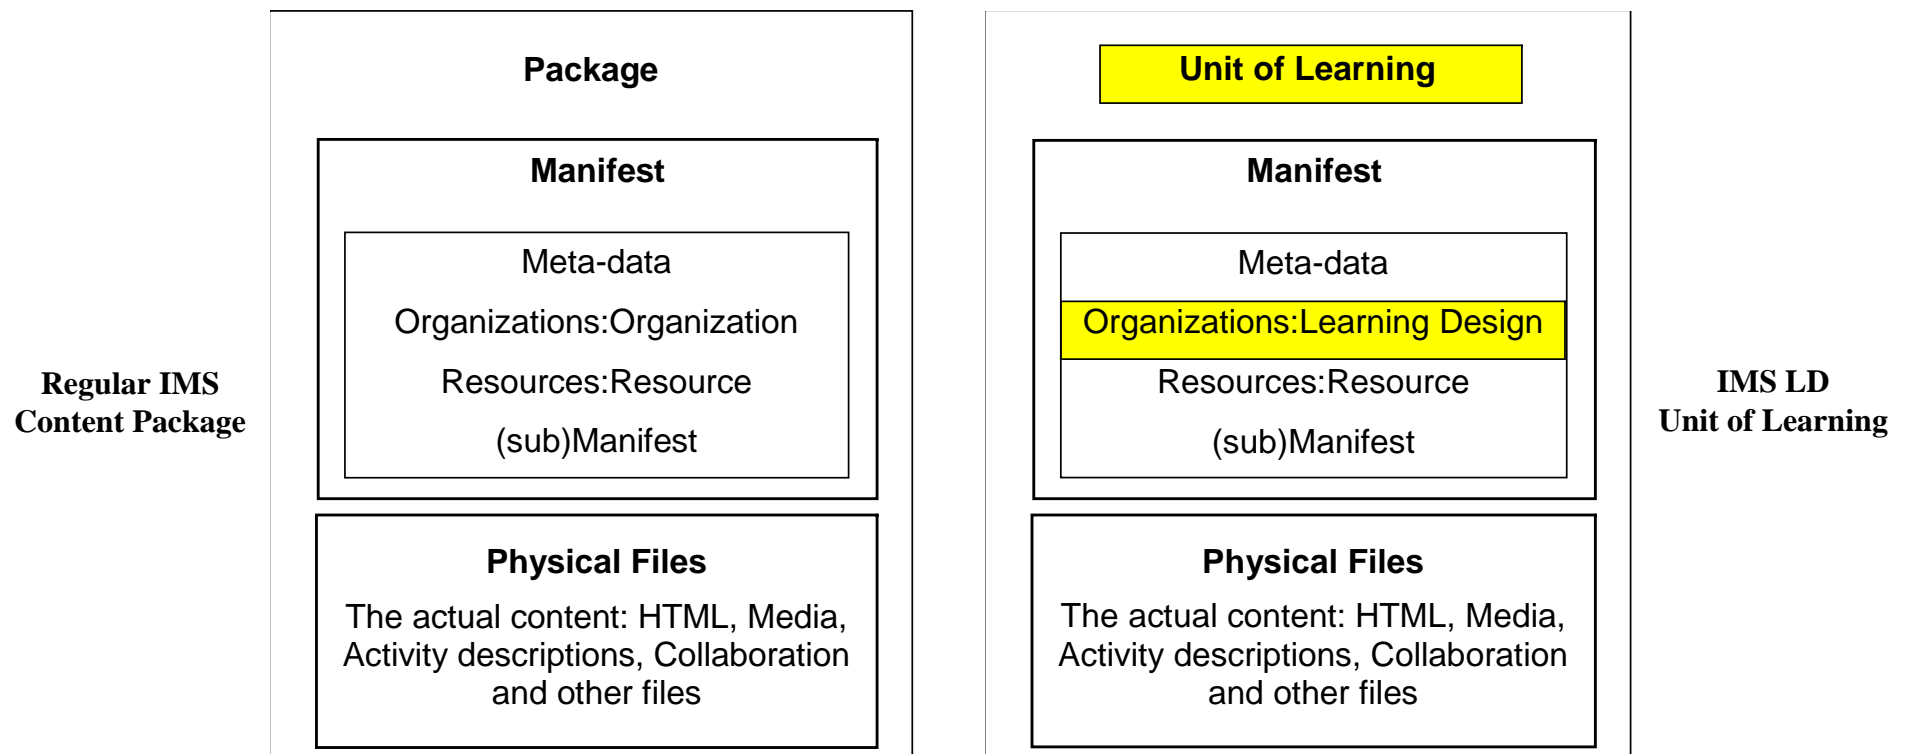 Regular IMS
Content Package
Package
Manifest
Meta-data
Organizations:Organization
Resources:Resource
(sub)Manifest
Physical Files
The actual content: HTML, Media,
Activity descriptions, Collaboration
and other files
Unit of Learning
Manifest
Meta-data
Organizations:Learning Design
Resources:Resource
(sub)Manifest
Physical Files
The actual content: HTML, Media,
Activity descriptions, Collaboration
and other files
IMS LD
Unit of Learning